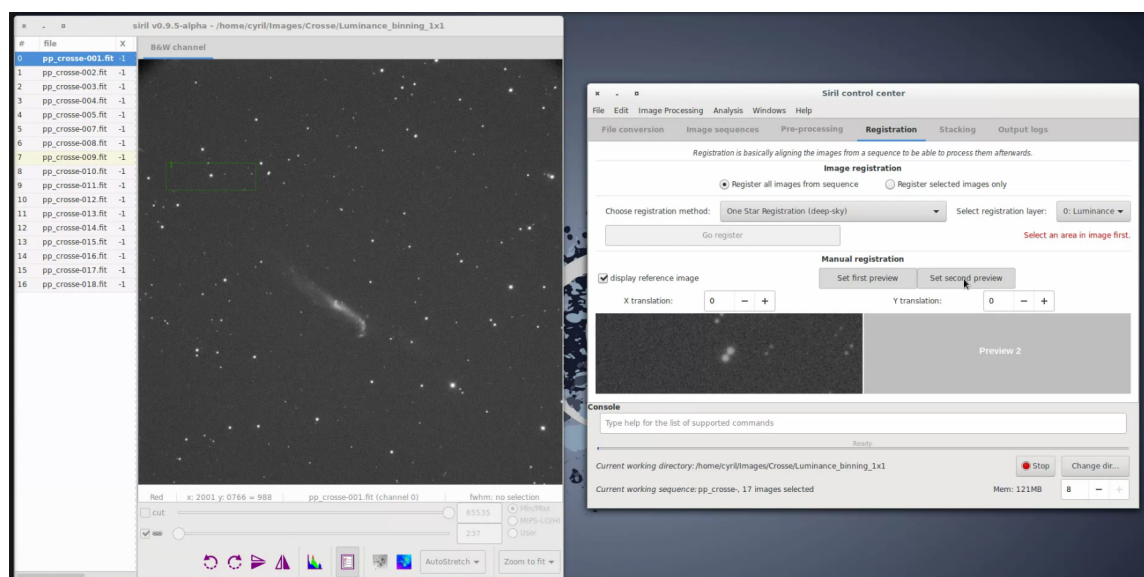 siril v0.9.5-alpha - /home/cyril/Images/Crosse/Luminance_binning_1x1
# file X
B&W channel
0 pp_crosse-001.fit -1
1 pp_crosse-002.fit -1
2 pp_crosse-003.fit -1
3 pp_crosse-004.fit -1
4 pp_crosse-005.fit -1
5 pp_crosse-007.fit -1
6 pp_crosse-008.fit -1
7 pp_crosse-009.fit -1
8 pp_crosse-010.fit -1
9 pp_crosse-011.fit -1
10 pp_crosse-012.fit -1
11 pp_crosse-013.fit -1
12 pp_crosse-014.fit -1
13 pp_crosse-015.fit -1
14 pp_crosse-016.fit -1
15 pp_crosse-017.fit -1
16 pp_crosse-018.fit -1
1
Red x: 2001 y: 0766 = 988 pp_crosse-001.fit (channel 0) fwhm: no selection
cut 65535 Min/Max
MIPS-LO/HI
237 User
AutoStretch Zoom to fit
Siril control center
File Edit Image Processing Analysis Windows Help
File conversion Image sequences Pre-processing Registration Stacking Output logs
Registration is basically aligning the images from a sequence to be able to process them afterwards.
Image registration
Register all images from sequence Register selected images only
Choose registration method: One Star Registration (deep-sky) Select registration layer: 0: Luminance
Go register Select an area in image first.
Manual registration
display reference image Set first preview Set second preview
X translation: 0 − + Y translation: 0 − +
Preview 2
Console
Type help for the list of supported commands
Ready.
Current working directory: /home/cyril/Images/Crosse/Luminance_binning_1x1 Stop Change dir...
Current working sequence: pp_crosse-, 17 images selected Mem: 121MB 8 − +